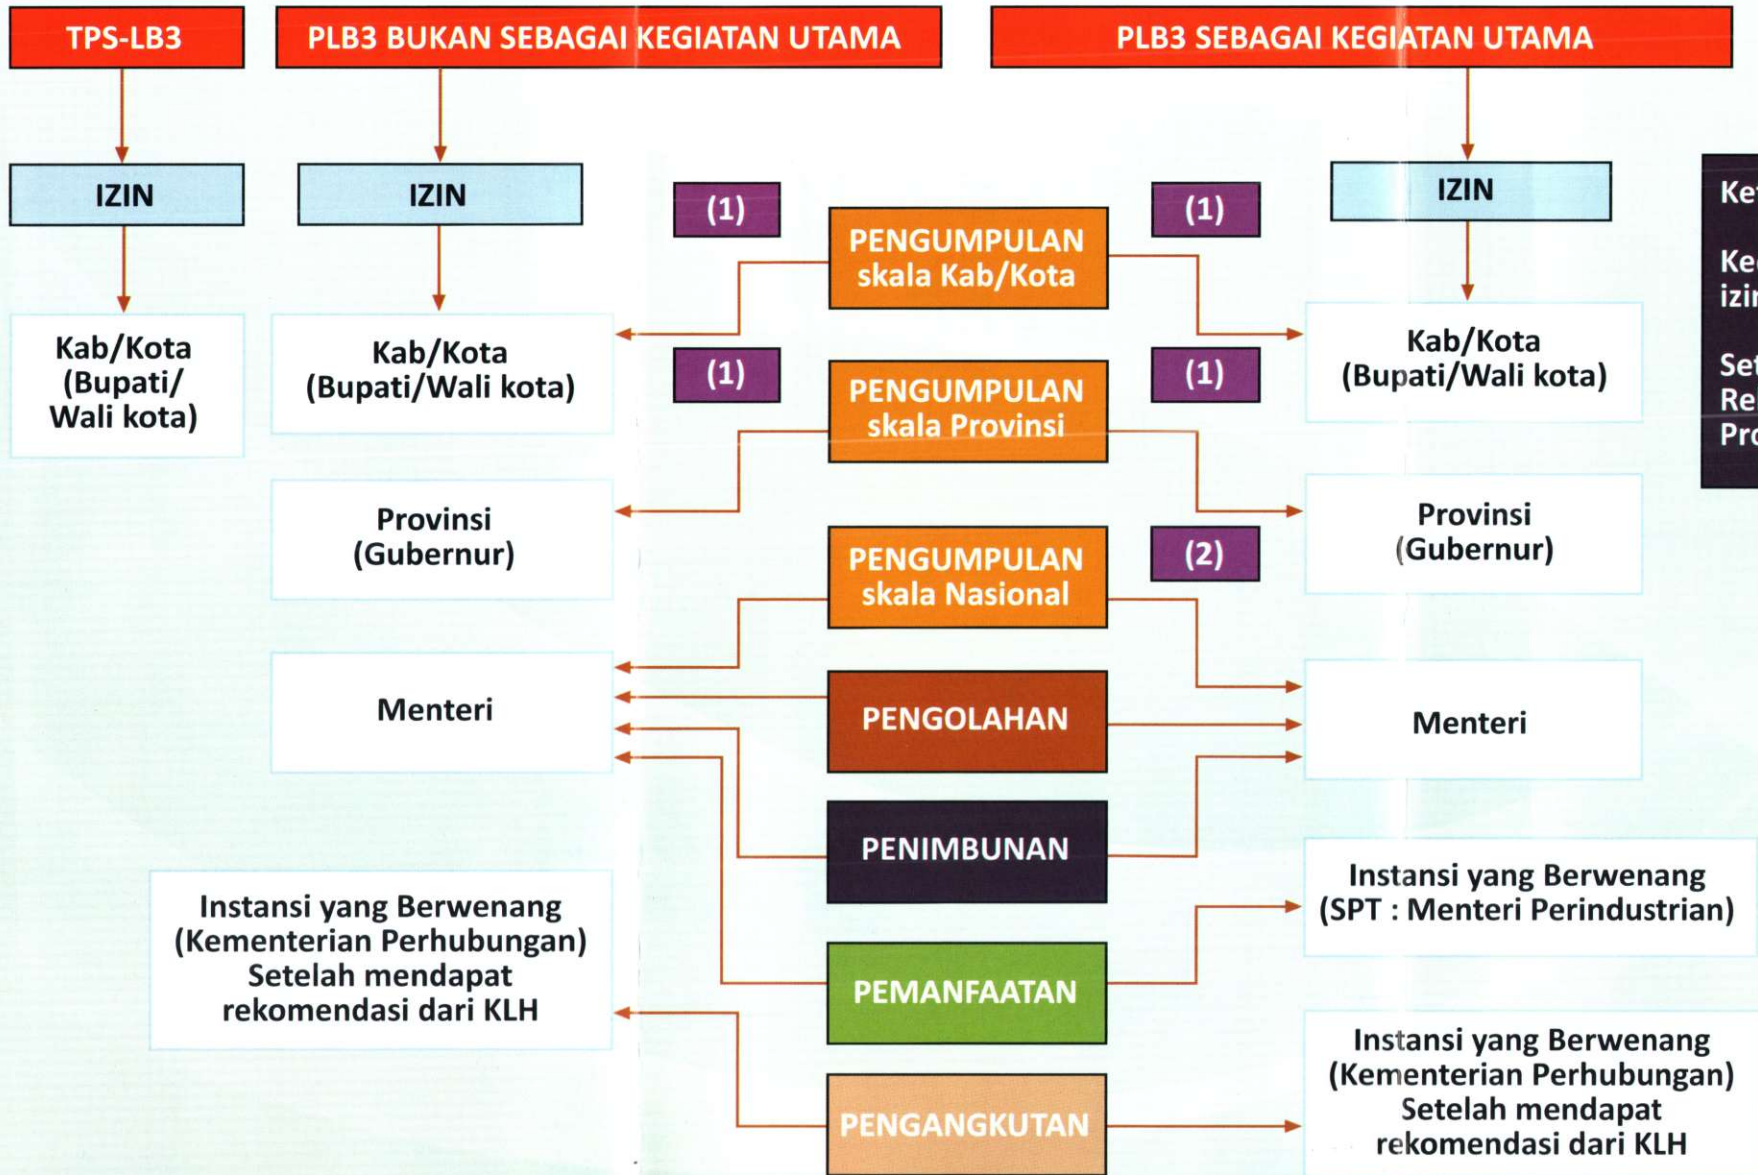 TPS-LB3
PLB3 BUKAN SEBAGAI KEGIATAN UTAMA
PLB3 SEBAGAI KEGIATAN UTAMA
IZIN
IZIN
IZIN
(1)
(1)
PENGUMPULAN
skala Kab/Kota
Kab/Kota
(Bupati/
Wali kota)
Kab/Kota
(Bupati/Wali kota)
Kab/Kota
(Bupati/Wali kota)
(1)
(1)
PENGUMPULAN
skala Provinsi
Provinsi
(Gubernur)
Provinsi
(Gubernur)
PENGUMPULAN
skala Nasional
(2)
Menteri
Menteri
PENGOLAHAN
PENIMBUNAN
Instansi yang Berwenang
(Kementerian Perhubungan)
Setelah mendapat
rekomendasi dari KLH
Instansi yang Berwenang
(SPT : Menteri Perindustrian)
PEMANFAATAN
PENGANGKUTAN
Instansi yang Berwenang
(Kementerian Perhubungan)
Setelah mendapat
rekomendasi dari KLH